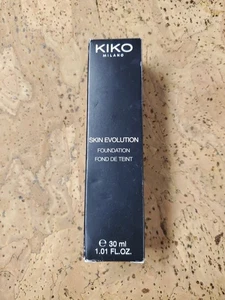 KIKO
MILANO
SKIN EVOLUTION
FOUNDATION
FOND DE TEINT
℮ 30 ml
1.01 FL.OZ.